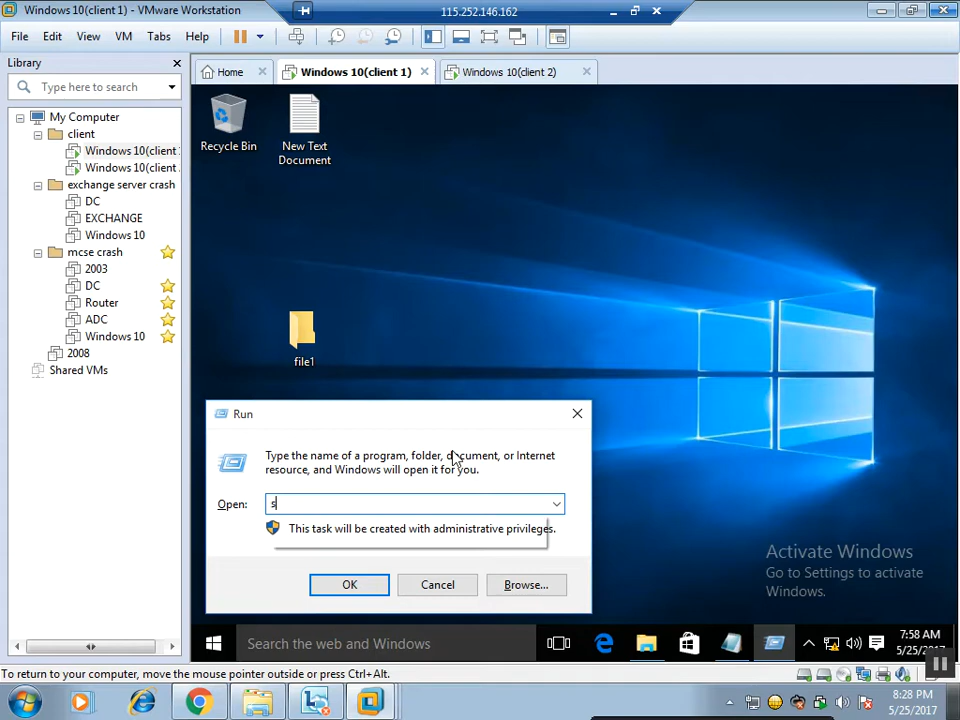 Windows 10(client 1) - VMware Workstation
115.252.146.162
File Edit View VM Tabs Help
Library
Type here to search
My Computer
client
Windows 10(client
Windows 10(client
exchange server crash
DC
EXCHANGE
Windows 10
mcse crash
2003
DC
Router
ADC
Windows 10
2008
Shared VMs
Home
Windows 10(client 1)
Windows 10(client 2)
Recycle Bin
New Text
Document
file1
Run
Type the name of a program, folder, document, or Internet
resource, and Windows will open it for you.
Open: s
This task will be created with administrative privileges.
OK Cancel Browse...
Activate Windows
Go to Settings to activate
Windows.
Search the web and Windows
7:58 AM
5/25/2017
To return to your computer, move the mouse pointer outside or press Ctrl+Alt.
8:28 PM
5/25/2017